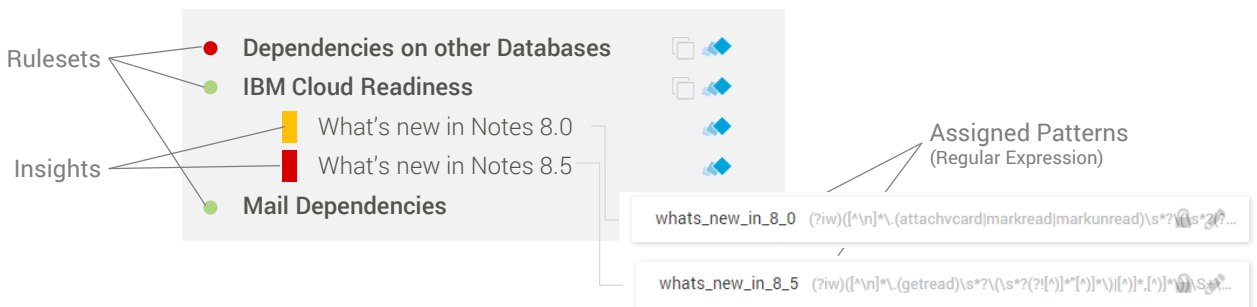 Rulesets
Dependencies on other Databases
IBM Cloud Readiness
What's new in Notes 8.0
Insights
What's new in Notes 8.5
Mail Dependencies
Assigned Patterns
(Regular Expression)
whats_new_in_8_0 (?iw)([^\n]*\.(attachvcard|markread|markunread)\s*?\(\s*?(?...
whats_new_in_8_5 (?iw)([^\n]*\.(getread)\s*?\(\s*?(?![^)]*"[^)]*\)|[^)]*,[^)]*\)